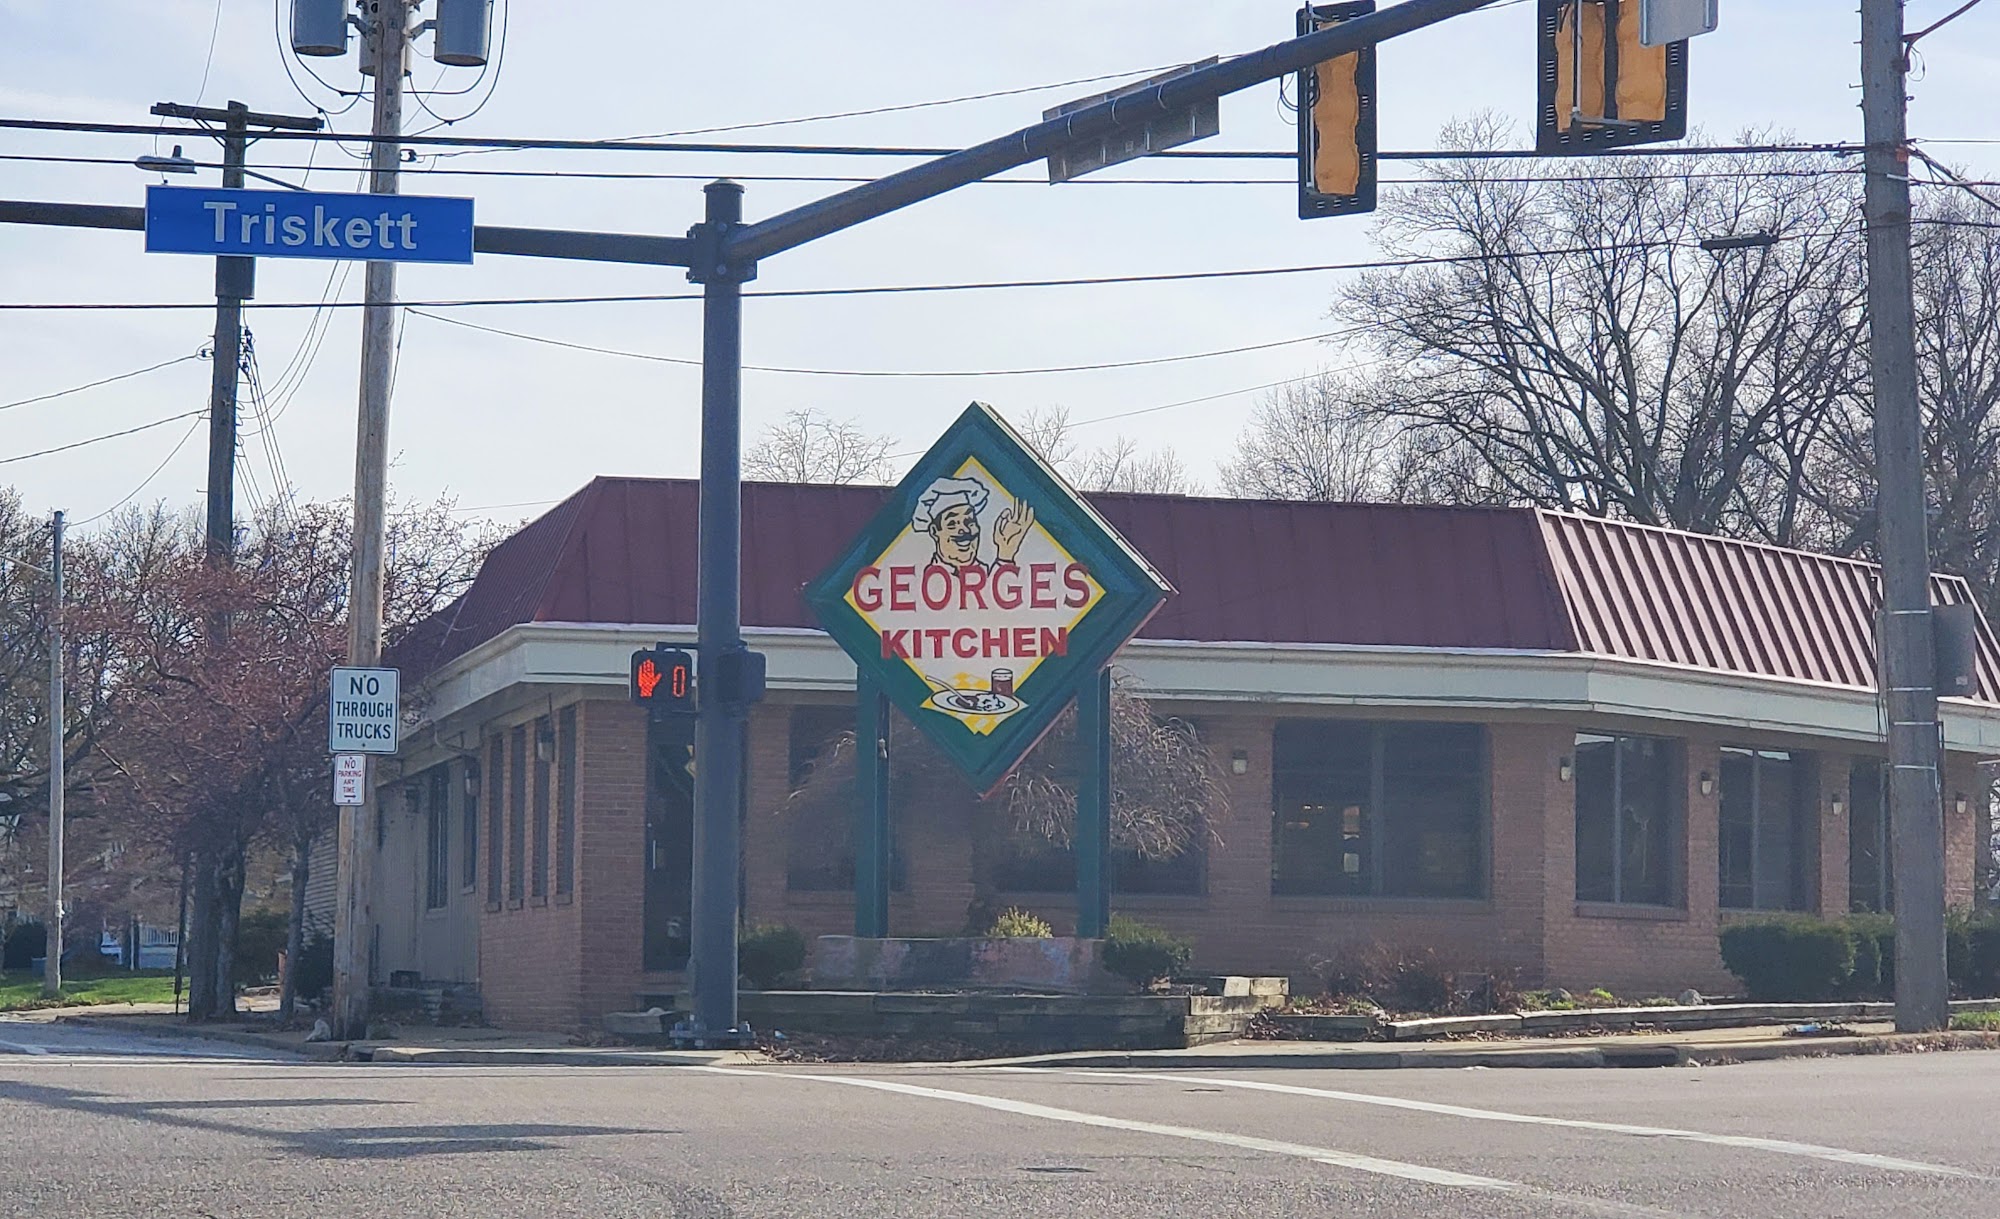 Triskett
GEORGES
KITCHEN
NO
THROUGH
TRUCKS
NO
PARKING
ANY
TIME
0